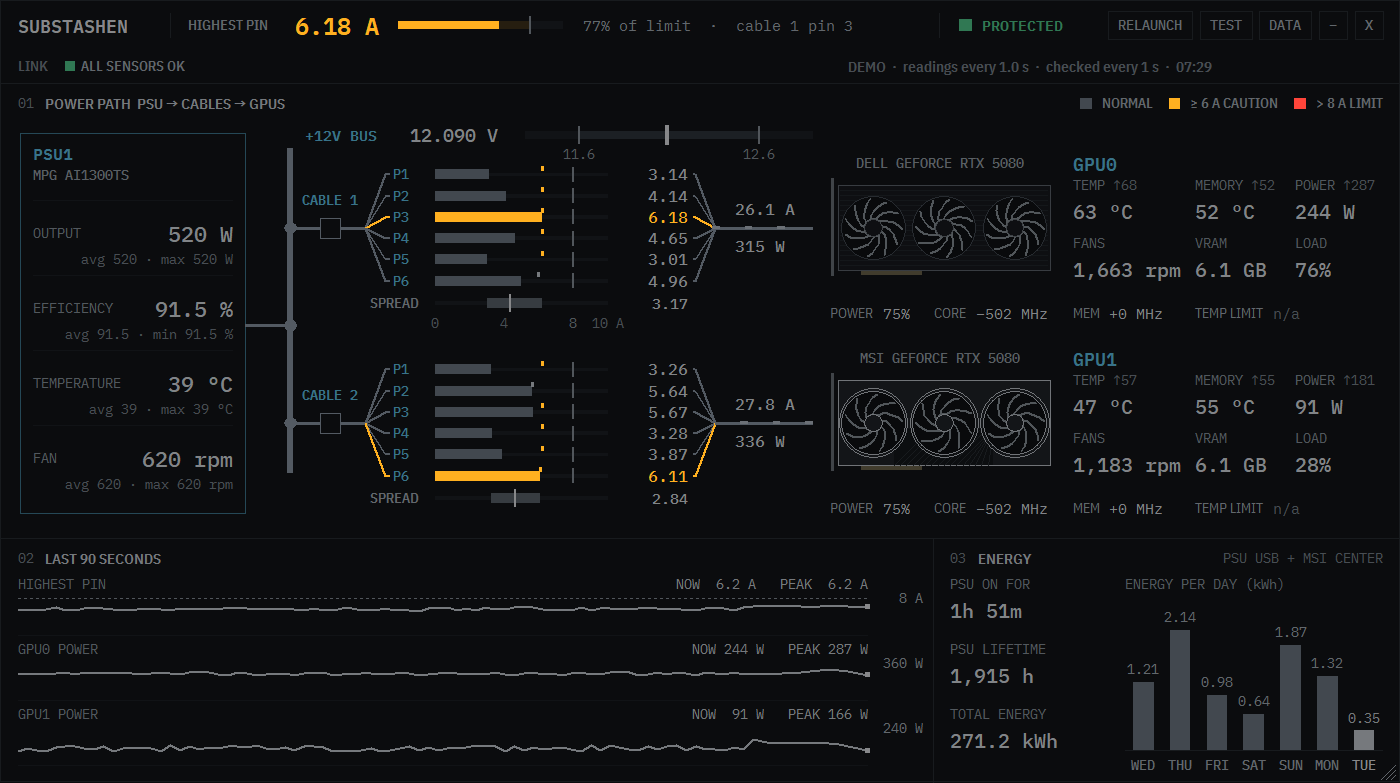 SUBSTASHEN HIGHEST PIN 6.18 A 77% of limit · cable 1 pin 3 PROTECTED RELAUNCH TEST DATA − X
LINK ALL SENSORS OK DEMO · readings every 1.0 s · checked every 1 s · 07:29
01 POWER PATH PSU → CABLES → GPUS NORMAL ≥ 6 A CAUTION > 8 A LIMIT
PSU1
MPG AI1300TS
OUTPUT 520 W
avg 520 · max 520 W
EFFICIENCY 91.5 %
avg 91.5 · min 91.5 %
TEMPERATURE 39 °C
avg 39 · max 39 °C
FAN 620 rpm
avg 620 · max 620 rpm
+12V BUS 12.090 V
11.6 12.6
CABLE 1
P1 3.14
P2 4.14
P3 6.18
P4 4.65
P5 3.01
P6 4.96
SPREAD 3.17
0 4 8 10 A
26.1 A
315 W
CABLE 2
P1 3.26
P2 5.64
P3 5.67
P4 3.28
P5 3.87
P6 6.11
SPREAD 2.84
27.8 A
336 W
DELL GEFORCE RTX 5080
POWER 75% CORE −502 MHz MEM +0 MHz TEMP LIMIT n/a
GPU0
TEMP ↑68 MEMORY ↑52 POWER ↑287
63 °C 52 °C 244 W
FANS VRAM LOAD
1,663 rpm 6.1 GB 76%
MSI GEFORCE RTX 5080
POWER 75% CORE −502 MHz MEM +0 MHz TEMP LIMIT n/a
GPU1
TEMP ↑57 MEMORY ↑55 POWER ↑181
47 °C 55 °C 91 W
FANS VRAM LOAD
1,183 rpm 6.1 GB 28%
02 LAST 90 SECONDS
HIGHEST PIN NOW 6.2 A PEAK 6.2 A
8 A
GPU0 POWER NOW 244 W PEAK 287 W
360 W
GPU1 POWER NOW 91 W PEAK 166 W
240 W
03 ENERGY PSU USB + MSI CENTER
PSU ON FOR
1h 51m
PSU LIFETIME
1,915 h
TOTAL ENERGY
271.2 kWh
ENERGY PER DAY (kWh)
1.21 2.14 0.98 0.64 1.87 1.32 0.35
WED THU FRI SAT SUN MON TUE